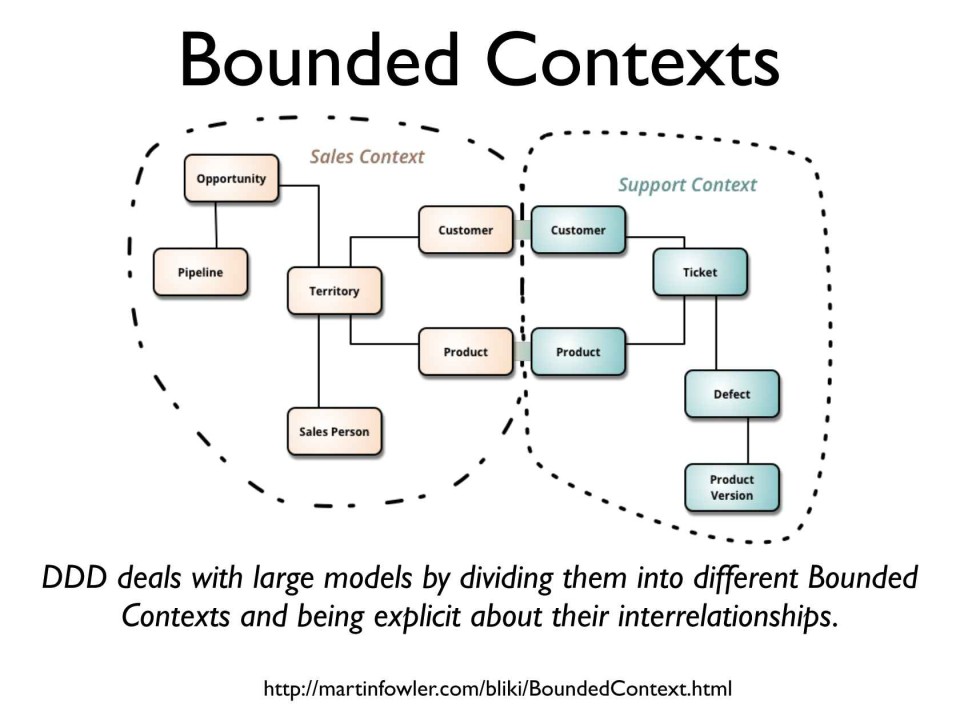 Bounded Contexts
Sales Context
Opportunity
Support Context
Customer
Customer
Pipeline
Ticket
Territory
Product
Product
Defect
Sales Person
Product
Version
DDD deals with large models by dividing them into different Bounded
Contexts and being explicit about their interrelationships.
http://martinfowler.com/bliki/BoundedContext.html